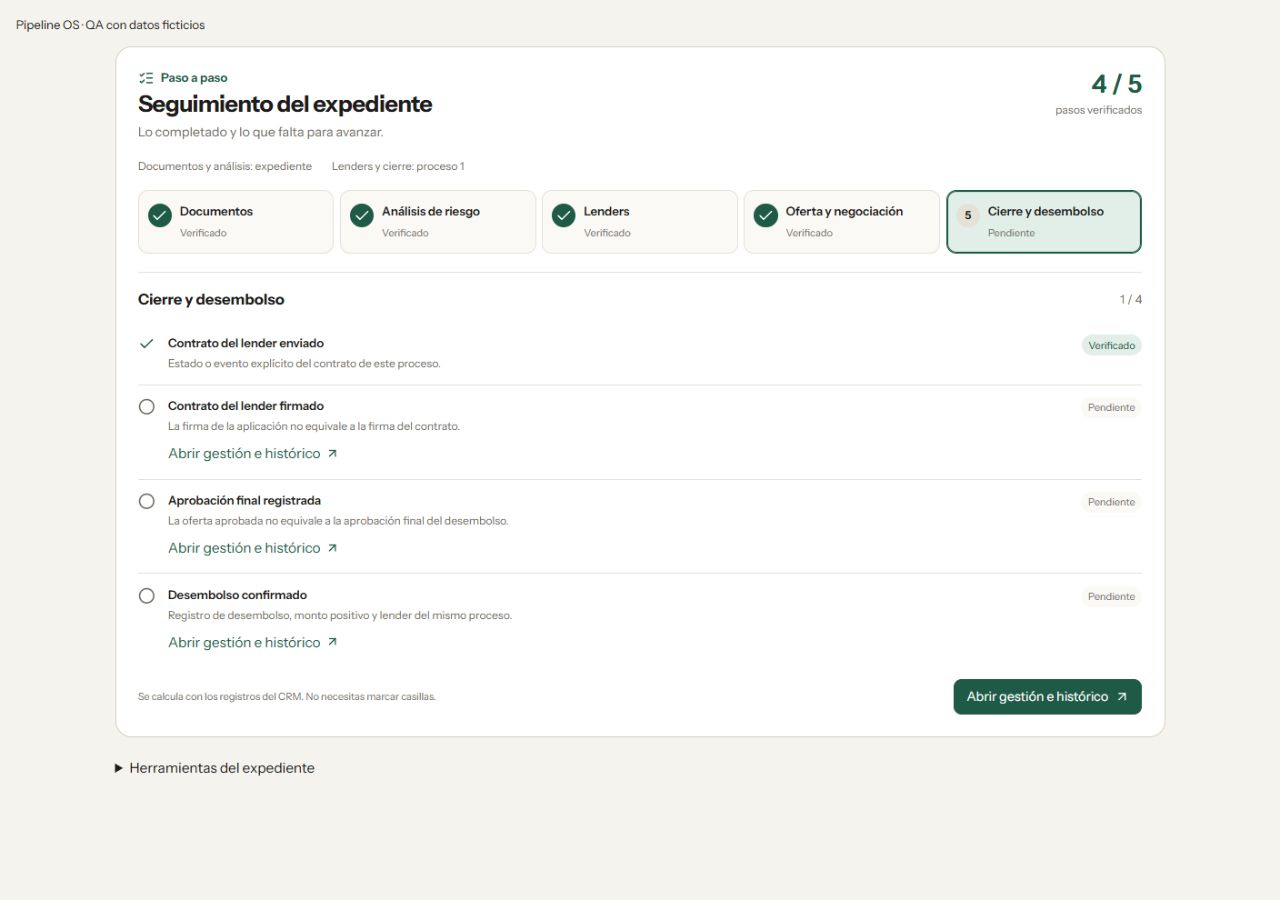 Pipeline OS · QA con datos ficticios
Paso a paso
Seguimiento del expediente
Lo completado y lo que falta para avanzar.
4 / 5
pasos verificados
Documentos y análisis: expediente Lenders y cierre: proceso 1
Documentos
Verificado
Análisis de riesgo
Verificado
Lenders
Verificado
Oferta y negociación
Verificado
5
Cierre y desembolso
Pendiente
Cierre y desembolso
1 / 4
Contrato del lender enviado
Verificado
Estado o evento explícito del contrato de este proceso.
Contrato del lender firmado
Pendiente
La firma de la aplicación no equivale a la firma del contrato.
Abrir gestión e histórico
Aprobación final registrada
Pendiente
La oferta aprobada no equivale a la aprobación final del desembolso.
Abrir gestión e histórico
Desembolso confirmado
Pendiente
Registro de desembolso, monto positivo y lender del mismo proceso.
Abrir gestión e histórico
Se calcula con los registros del CRM. No necesitas marcar casillas.
Abrir gestión e histórico
Herramientas del expediente